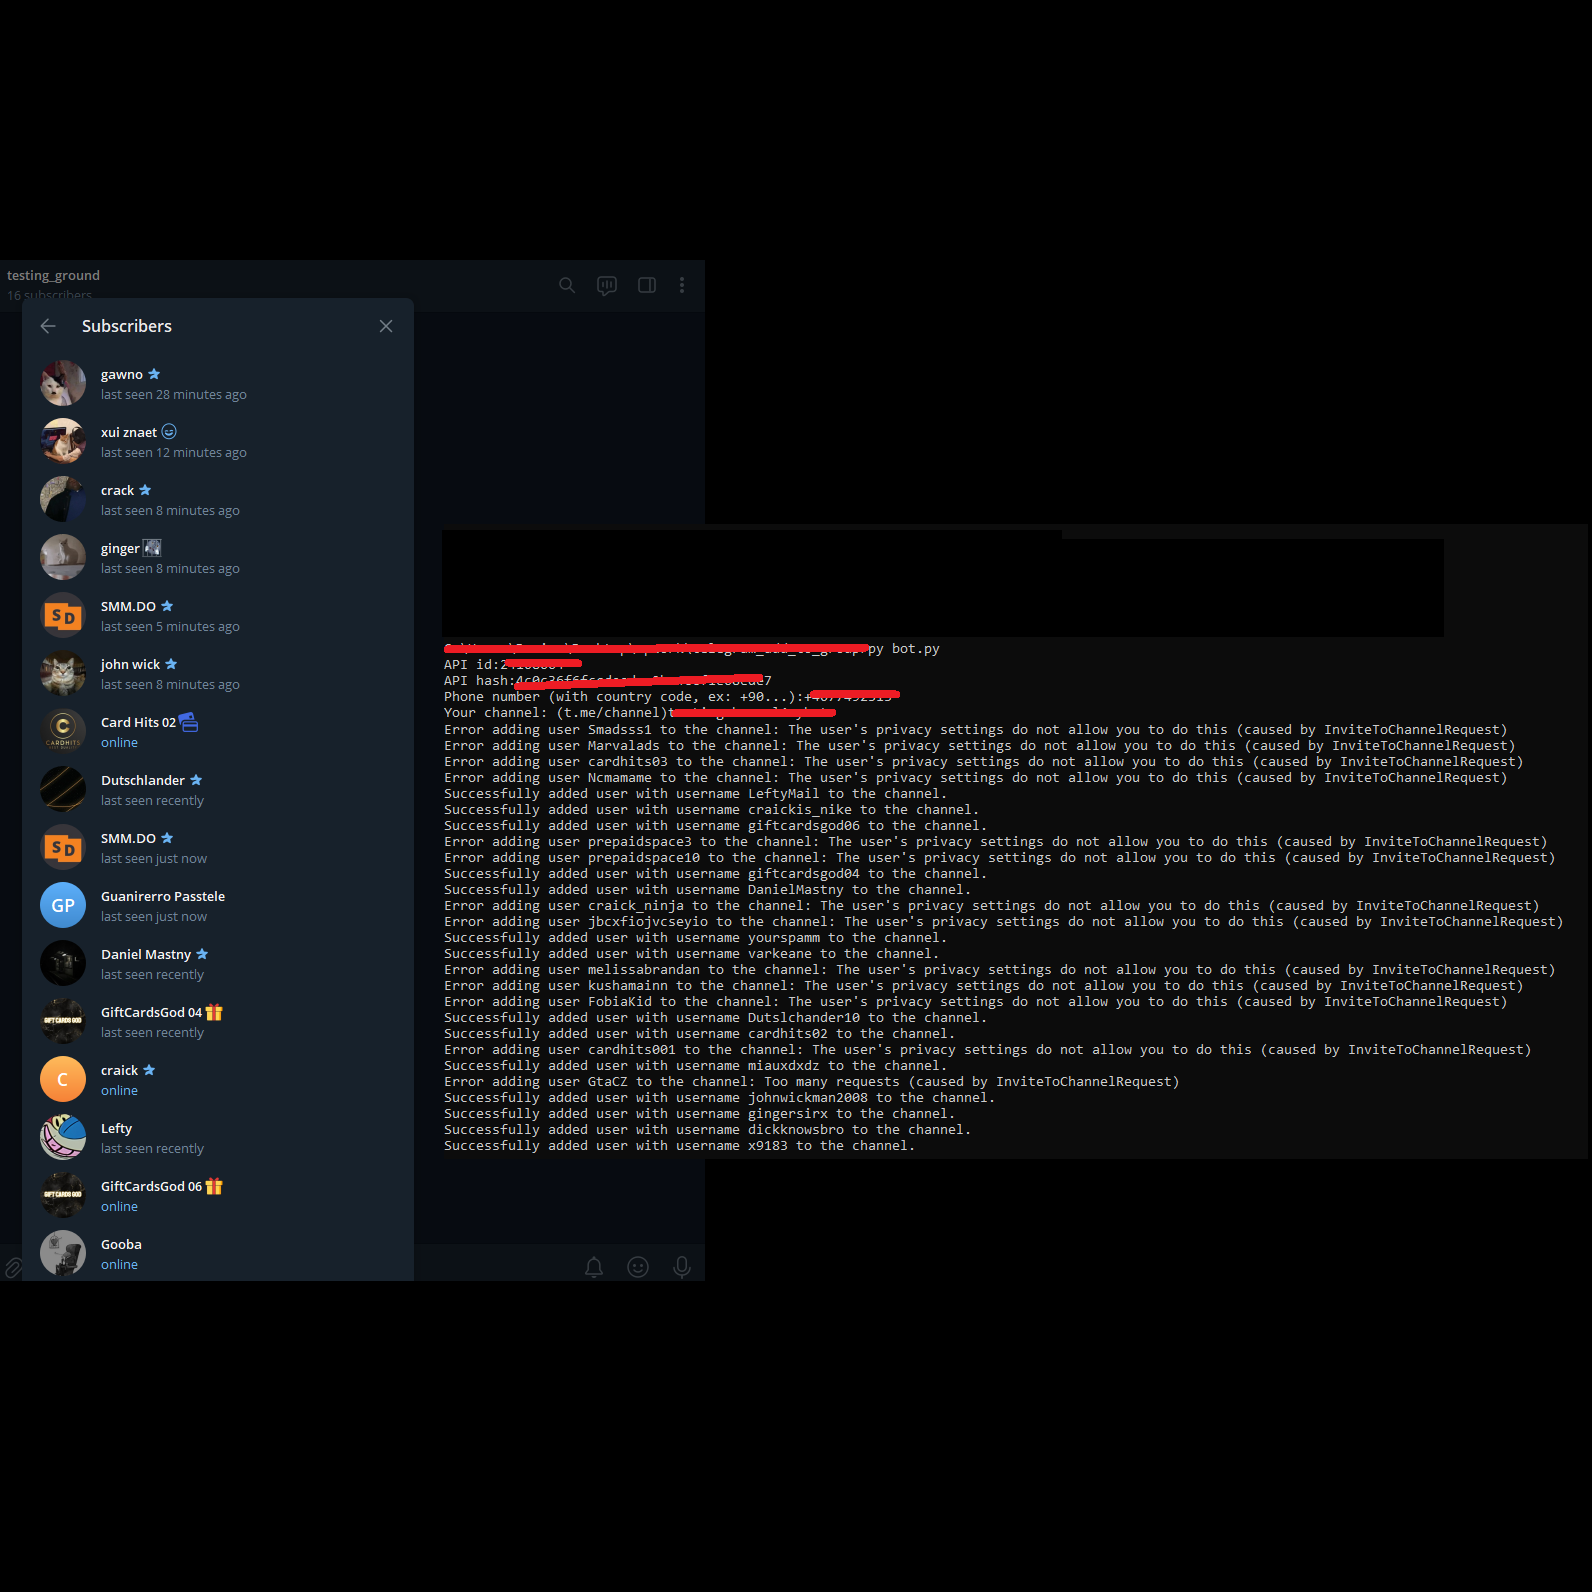 testing_ground
16 subscribers
Subscribers
gawno
last seen 28 minutes ago
xui znaet
last seen 12 minutes ago
crack
last seen 8 minutes ago
ginger
last seen 8 minutes ago
SD
SMM.DO
last seen 5 minutes ago
john wick
last seen 8 minutes ago
C
CARDHITS
Card Hits 02
online
Dutschlander
last seen recently
SD
SMM.DO
last seen just now
GP
Guanirerro Passtele
last seen just now
Daniel Mastny
last seen recently
GIFT CARDS GOD
GiftCardsGod 04
last seen recently
C
craick
online
Lefty
last seen recently
GIFT CARDS GOD
GiftCardsGod 06
online
Gooba
online
py bot.py
API id:
API hash:
Phone number (with country code, ex: +90...):+
Your channel: (t.me/channel)
Error adding user Smadsss1 to the channel: The user's privacy settings do not allow you to do this (caused by InviteToChannelRequest)
Error adding user Marvalads to the channel: The user's privacy settings do not allow you to do this (caused by InviteToChannelRequest)
Error adding user cardhits03 to the channel: The user's privacy settings do not allow you to do this (caused by InviteToChannelRequest)
Error adding user Ncmamame to the channel: The user's privacy settings do not allow you to do this (caused by InviteToChannelRequest)
Successfully added user with username LeftyMail to the channel.
Successfully added user with username craickis_nike to the channel.
Successfully added user with username giftcardsgod06 to the channel.
Error adding user prepaidspace3 to the channel: The user's privacy settings do not allow you to do this (caused by InviteToChannelRequest)
Error adding user prepaidspace10 to the channel: The user's privacy settings do not allow you to do this (caused by InviteToChannelRequest)
Successfully added user with username giftcardsgod04 to the channel.
Successfully added user with username DanielMastny to the channel.
Error adding user craick_ninja to the channel: The user's privacy settings do not allow you to do this (caused by InviteToChannelRequest)
Error adding user jbcxfiojvcseyio to the channel: The user's privacy settings do not allow you to do this (caused by InviteToChannelRequest)
Successfully added user with username yourspamm to the channel.
Successfully added user with username varkeane to the channel.
Error adding user melissabrandan to the channel: The user's privacy settings do not allow you to do this (caused by InviteToChannelRequest)
Error adding user kushamainn to the channel: The user's privacy settings do not allow you to do this (caused by InviteToChannelRequest)
Error adding user FobiaKid to the channel: The user's privacy settings do not allow you to do this (caused by InviteToChannelRequest)
Successfully added user with username Dutslchander10 to the channel.
Successfully added user with username cardhits02 to the channel.
Error adding user cardhits001 to the channel: The user's privacy settings do not allow you to do this (caused by InviteToChannelRequest)
Successfully added user with username miauxdxdz to the channel.
Error adding user GtaCZ to the channel: Too many requests (caused by InviteToChannelRequest)
Successfully added user with username johnwickman2008 to the channel.
Successfully added user with username gingersirx to the channel.
Successfully added user with username dickknowsbro to the channel.
Successfully added user with username x9183 to the channel.